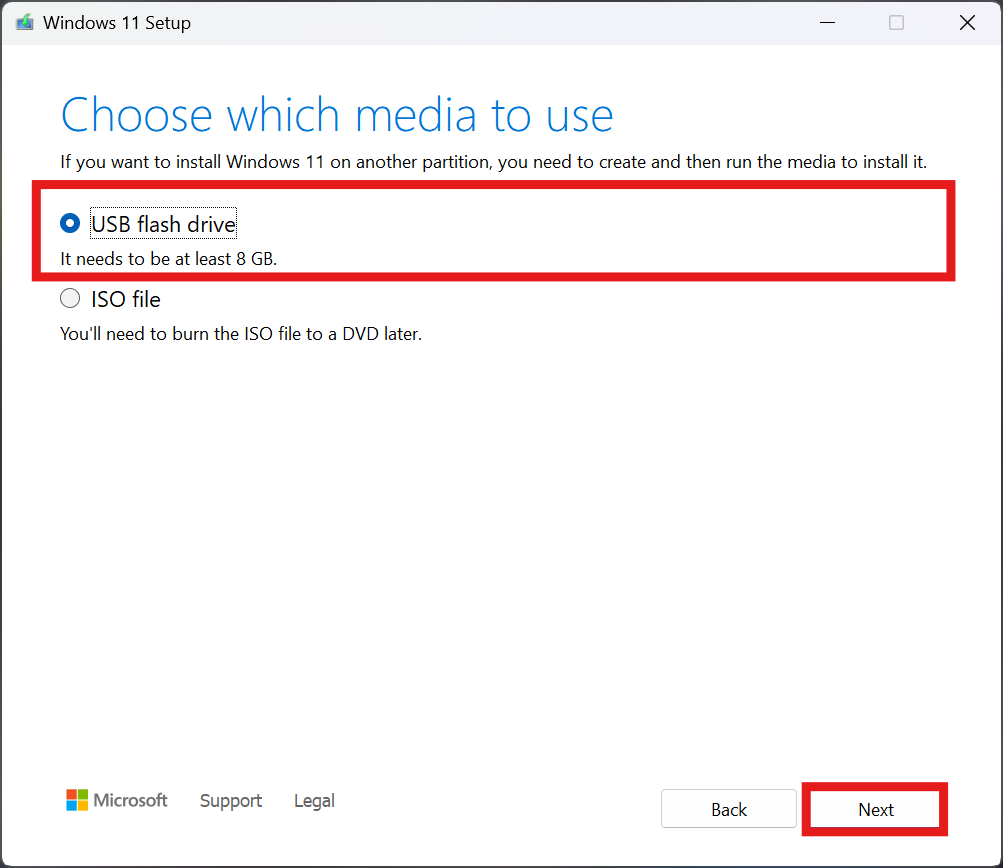 Windows 11 Setup
Choose which media to use
If you want to install Windows 11 on another partition, you need to create and then run the media to install it.
USB flash drive
It needs to be at least 8 GB.
ISO file
You'll need to burn the ISO file to a DVD later.
Microsoft Support Legal
Back Next